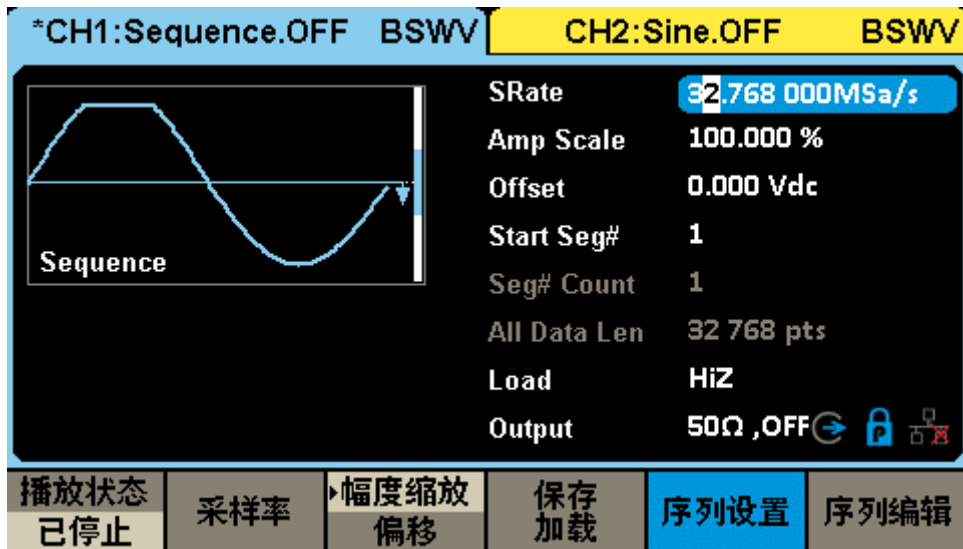 *CH1:Sequence.OFF BSWV
CH2:Sine.OFF BSWV
Sequence
SRate 32.768 000MSa/s
Amp Scale 100.000 %
Offset 0.000 Vdc
Start Seg# 1
Seg# Count 1
All Data Len 32 768 pts
Load HiZ
Output 50Ω ,OFF P
播放状态
已停止
采样率
幅度缩放
偏移
保存
加载
序列设置
序列编辑